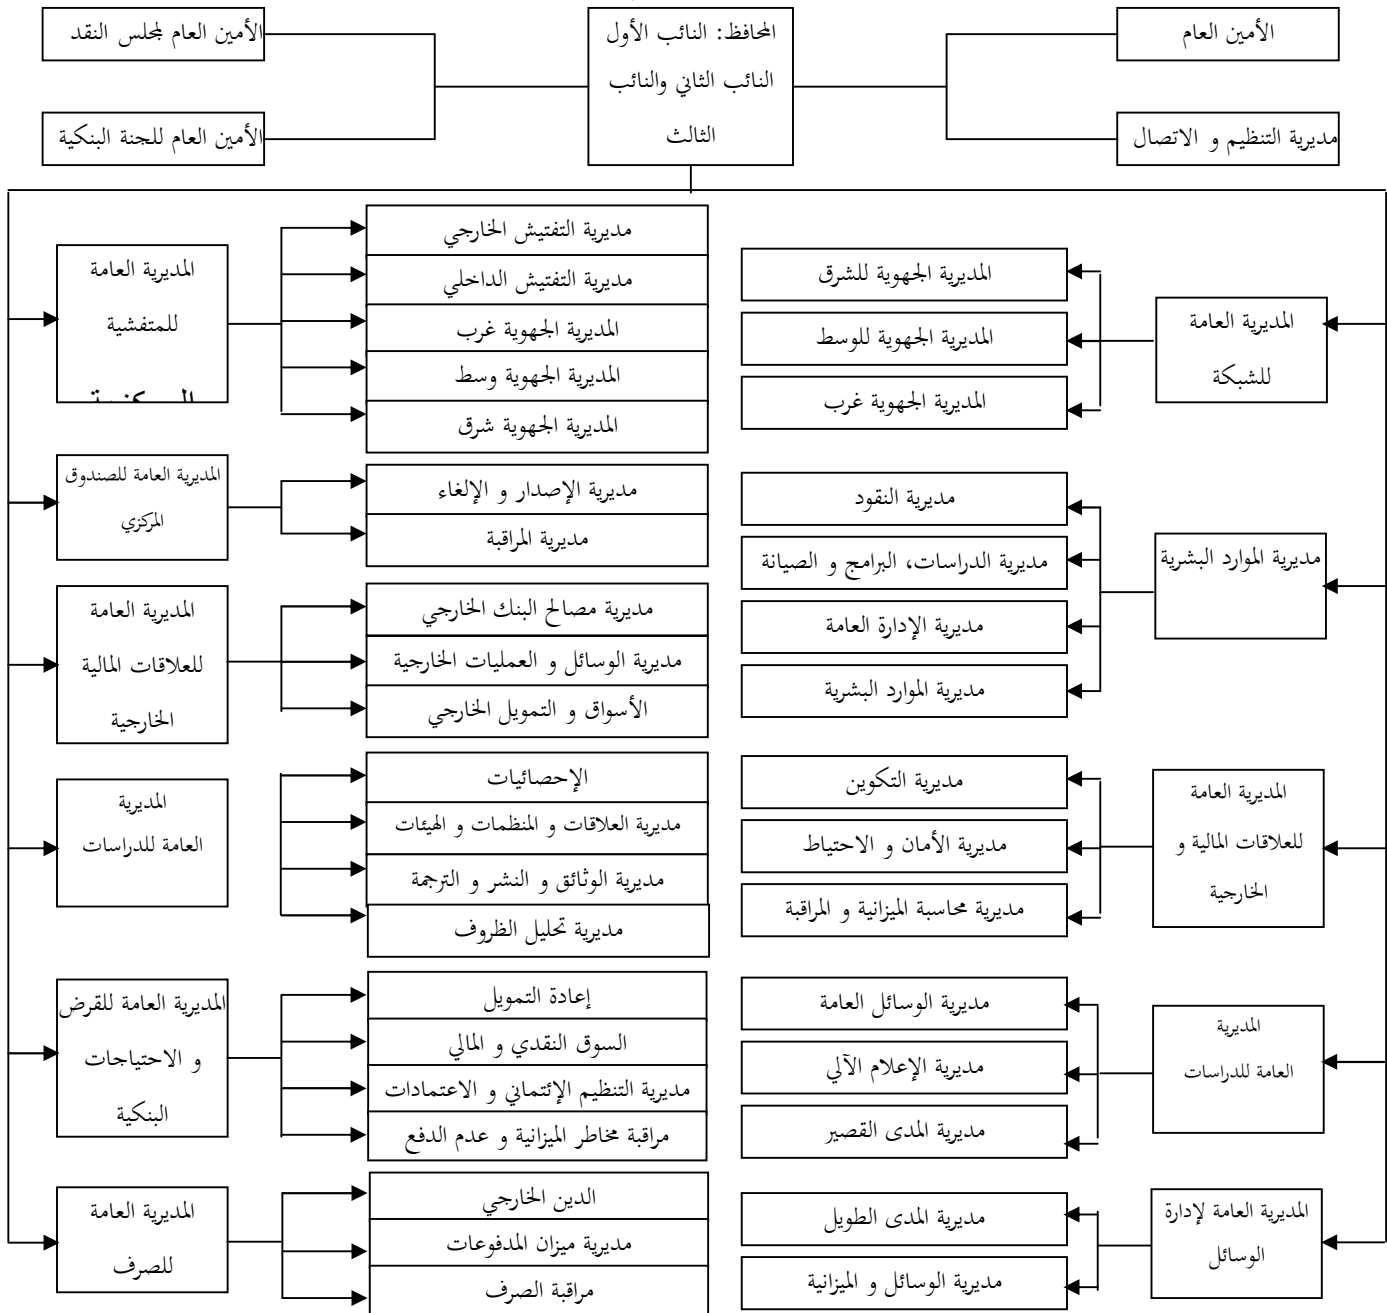 الأمين العام
المحافظ: النائب الأول
النائب الثاني والنائب
الثالث
الأمين العام لمجلس النقد
مديرية التنظيم و الاتصال
الأمين العام للجنة البنكية
المديرية العامة
للشبكة
المديرية الجهوية للشرق
المديرية الجهوية للوسط
المديرية الجهوية غرب
مديرية التفتيش الخارجي
مديرية التفتيش الداخلي
المديرية الجهوية غرب
المديرية الجهوية وسط
المديرية الجهوية شرق
المديرية العامة
للمتفشية
مديرية الموارد البشرية
مديرية النقود
مديرية الدراسات، البرامج و الصيانة
مديرية الإدارة العامة
مديرية الموارد البشرية
مديرية الإصدار و الإلغاء
مديرية المراقبة
المديرية العامة للصندوق
المركزي
مديرية مصالح البنك الخارجي
مديرية الوسائل و العمليات الخارجية
الأسواق و التمويل الخارجي
المديرية العامة
للعلاقات المالية
الخارجية
المديرية العامة
للعلاقات المالية و
الخارجية
مديرية التكوين
مديرية الأمان و الاحتياط
مديرية محاسبة الميزانية و المراقبة
الإحصائيات
مديرية العلاقات و المنظمات و الهيئات
مديرية الوثائق و النشر و الترجمة
مديرية تحليل الظروف
المديرية
العامة للدراسات
المديرية
العامة للدراسات
مديرية الوسائل العامة
مديرية الإعلام الآلي
مديرية المدى القصير
إعادة التمويل
السوق النقدي و المالي
مديرية التنظيم الإئتماني و الاعتمادات
مراقبة مخاطر الميزانية و عدم الدفع
المديرية العامة للقرض
و الاحتياجات
البنكية
المديرية العامة لإدارة
الوسائل
مديرية المدى الطويل
مديرية الوسائل و الميزانية
الدين الخارجي
مديرية ميزان المدفوعات
مراقبة الصرف
المديرية العامة
للصرف